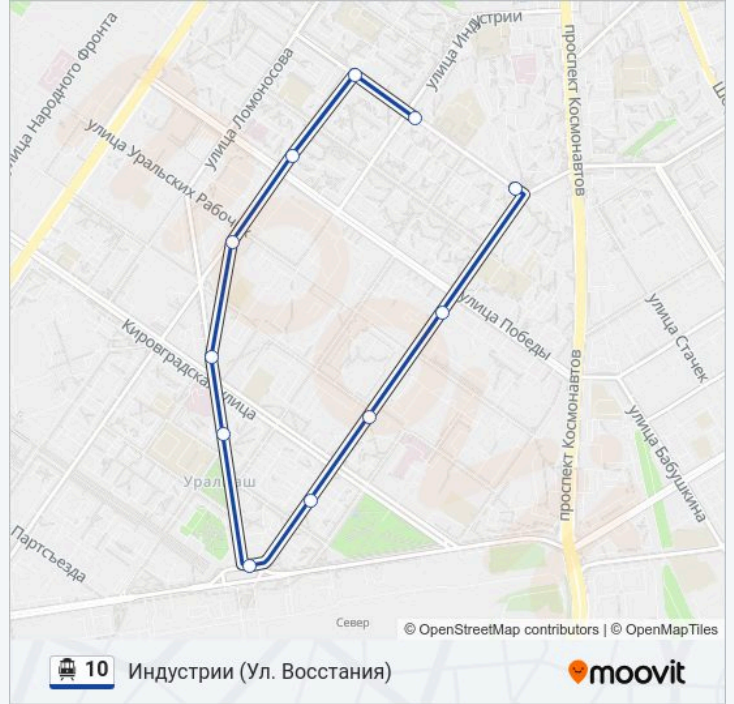 улица Индустрии
проспект Космонавтов
Ше
улица Народного Фронта
улица Ломоносова
улица Уральских Рабочих
улица Победы
улица Стачек
Кировградская улица
проспект Космонавтов
улица Бабушкина
Уралмаш
Партсъезда
Север
© OpenStreetMap contributors | © OpenMapTiles
10 Индустрии (Ул. Восстания)
moovit